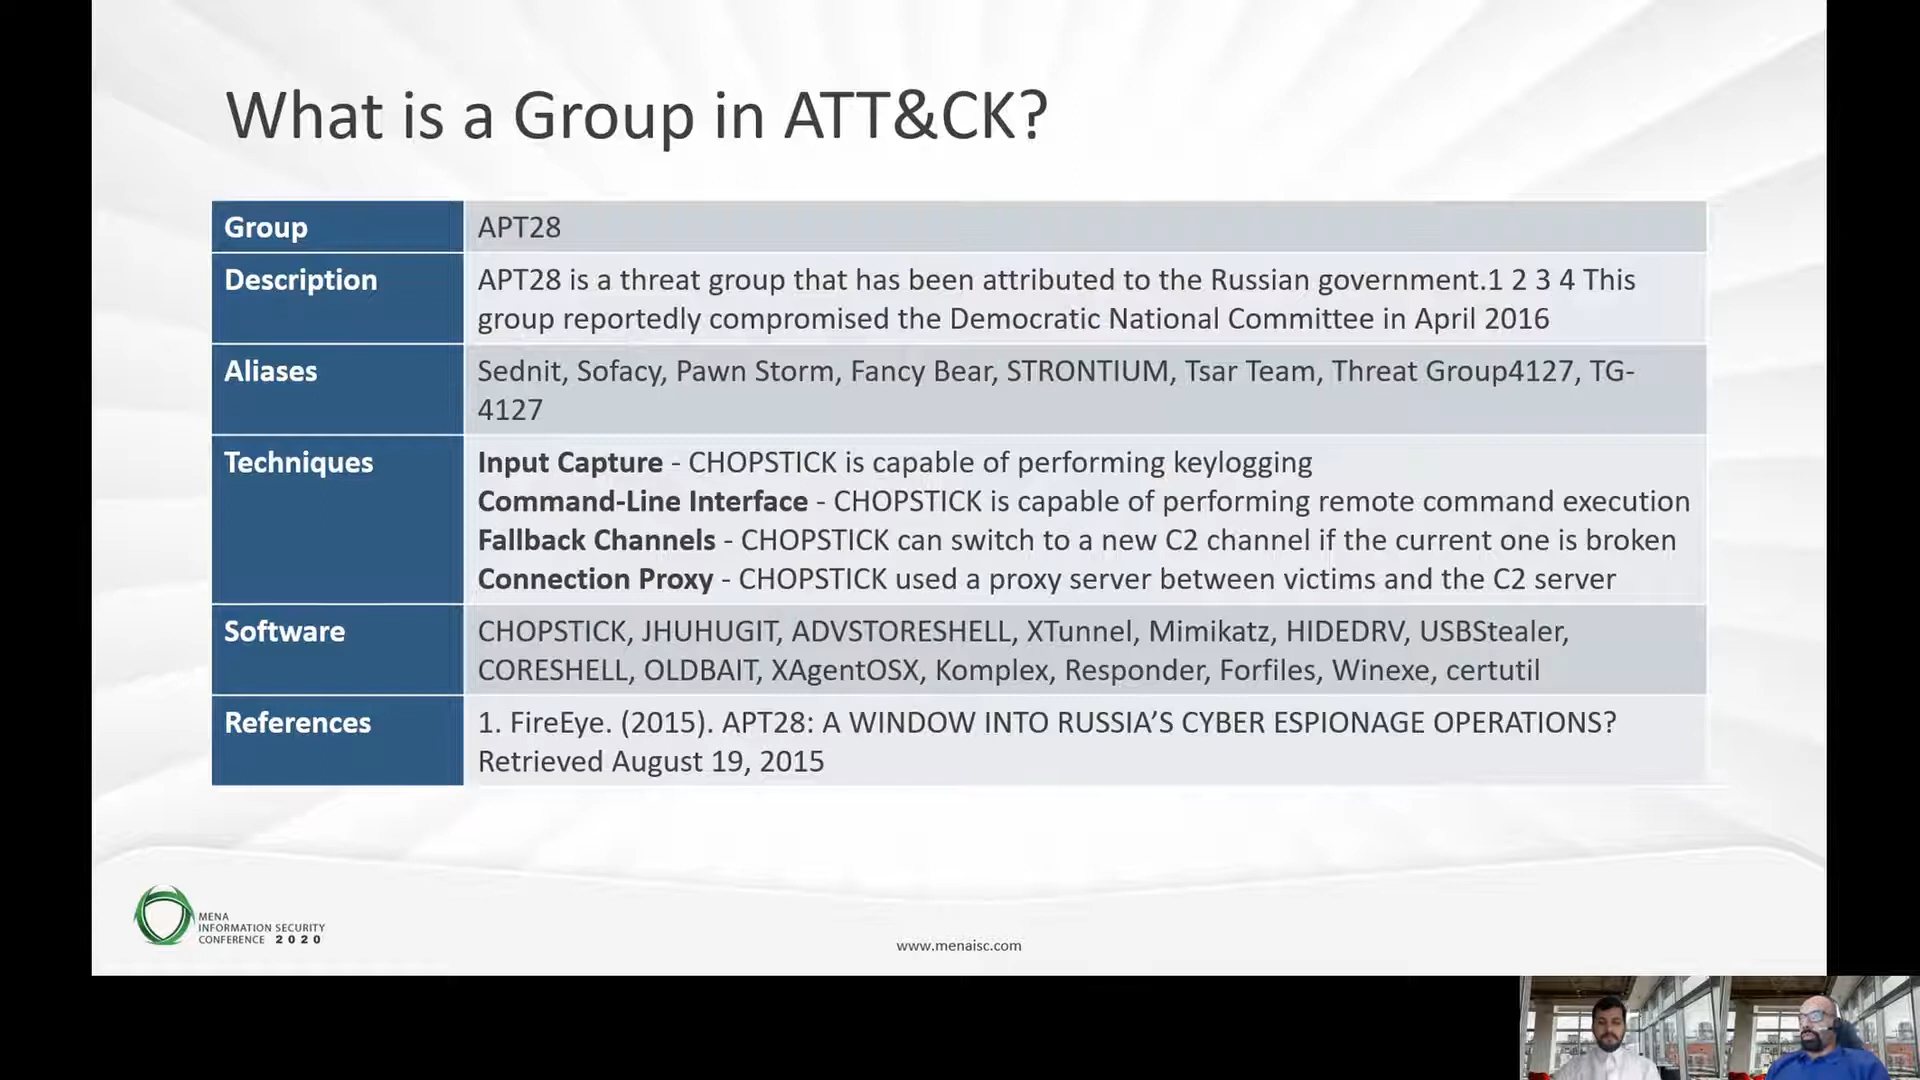 What is a Group in ATT&CK?
Group
APT28
Description
APT28 is a threat group that has been attributed to the Russian government.1 2 3 4 This
group reportedly compromised the Democratic National Committee in April 2016
Aliases
Sednit, Sofacy, Pawn Storm, Fancy Bear, STRONTIUM, Tsar Team, Threat Group4127, TG-
4127
Techniques
Input Capture - CHOPSTICK is capable of performing keylogging
Command-Line Interface - CHOPSTICK is capable of performing remote command execution
Fallback Channels - CHOPSTICK can switch to a new C2 channel if the current one is broken
Connection Proxy - CHOPSTICK used a proxy server between victims and the C2 server
Software
CHOPSTICK, JHUHUGIT, ADVSTORESHELL, XTunnel, Mimikatz, HIDEDRV, USBStealer,
CORESHELL, OLDBAIT, XAgentOSX, Komplex, Responder, Forfiles, Winexe, certutil
References
1. FireEye. (2015). APT28: A WINDOW INTO RUSSIA’S CYBER ESPIONAGE OPERATIONS?
Retrieved August 19, 2015
MENA
INFORMATION SECURITY
CONFERENCE 2020
www.menaisc.com